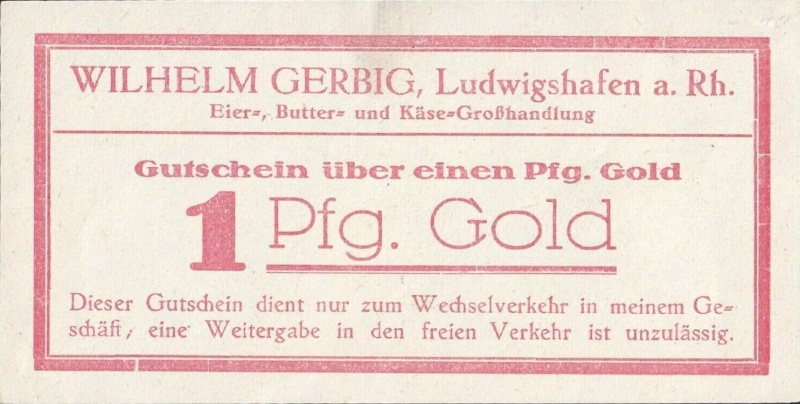 WILHELM GERBIG, Ludwigshafen a. Rh.
Eier=, Butter= und Käse=Großhandlung
Gutschein über einen Pfg. Gold
1 Pfg. Gold
Dieser Gutschein dient nur zum Wechselverkehr in meinem Ge=
schäft, eine Weitergabe in den freien Verkehr ist unzulässig.